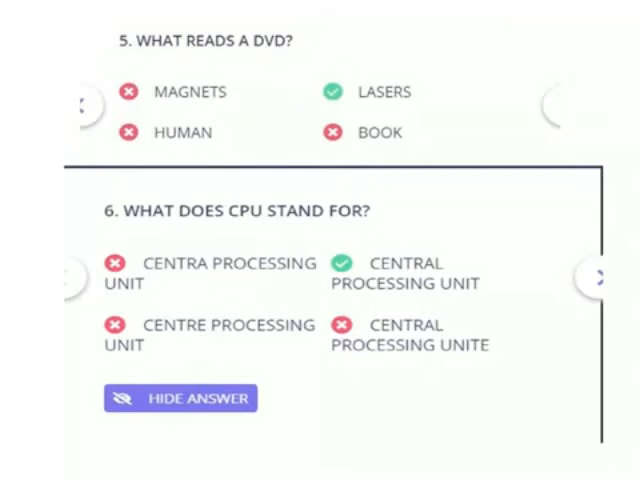 5. WHAT READS A DVD?
MAGNETS
LASERS
HUMAN
BOOK
6. WHAT DOES CPU STAND FOR?
CENTRA PROCESSING
UNIT
CENTRAL
PROCESSING UNIT
CENTRE PROCESSING
UNIT
CENTRAL
PROCESSING UNITE
HIDE ANSWER